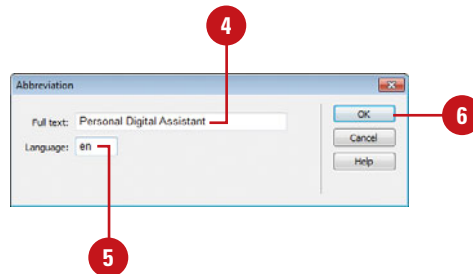 4
Abbreviation
Full text: Personal Digital Assistant
OK
6
Language: en
Cancel
Help
5